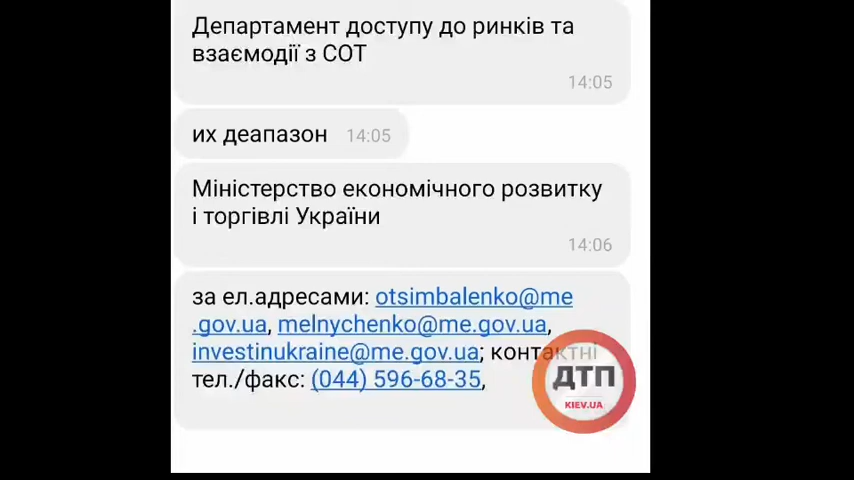 Департамент доступу до ринків та
взаємодії з СОТ
14:05
их деапазон 14:05
Міністерство економічного розвитку
і торгівлі України
14:06
за ел.адресами: otsimbalenko@me
.gov.ua, melnychenko@me.gov.ua,
investinukraine@me.gov.ua; контактні
тел./факс: (044) 596-68-35,
ДТП
KIEV.UA